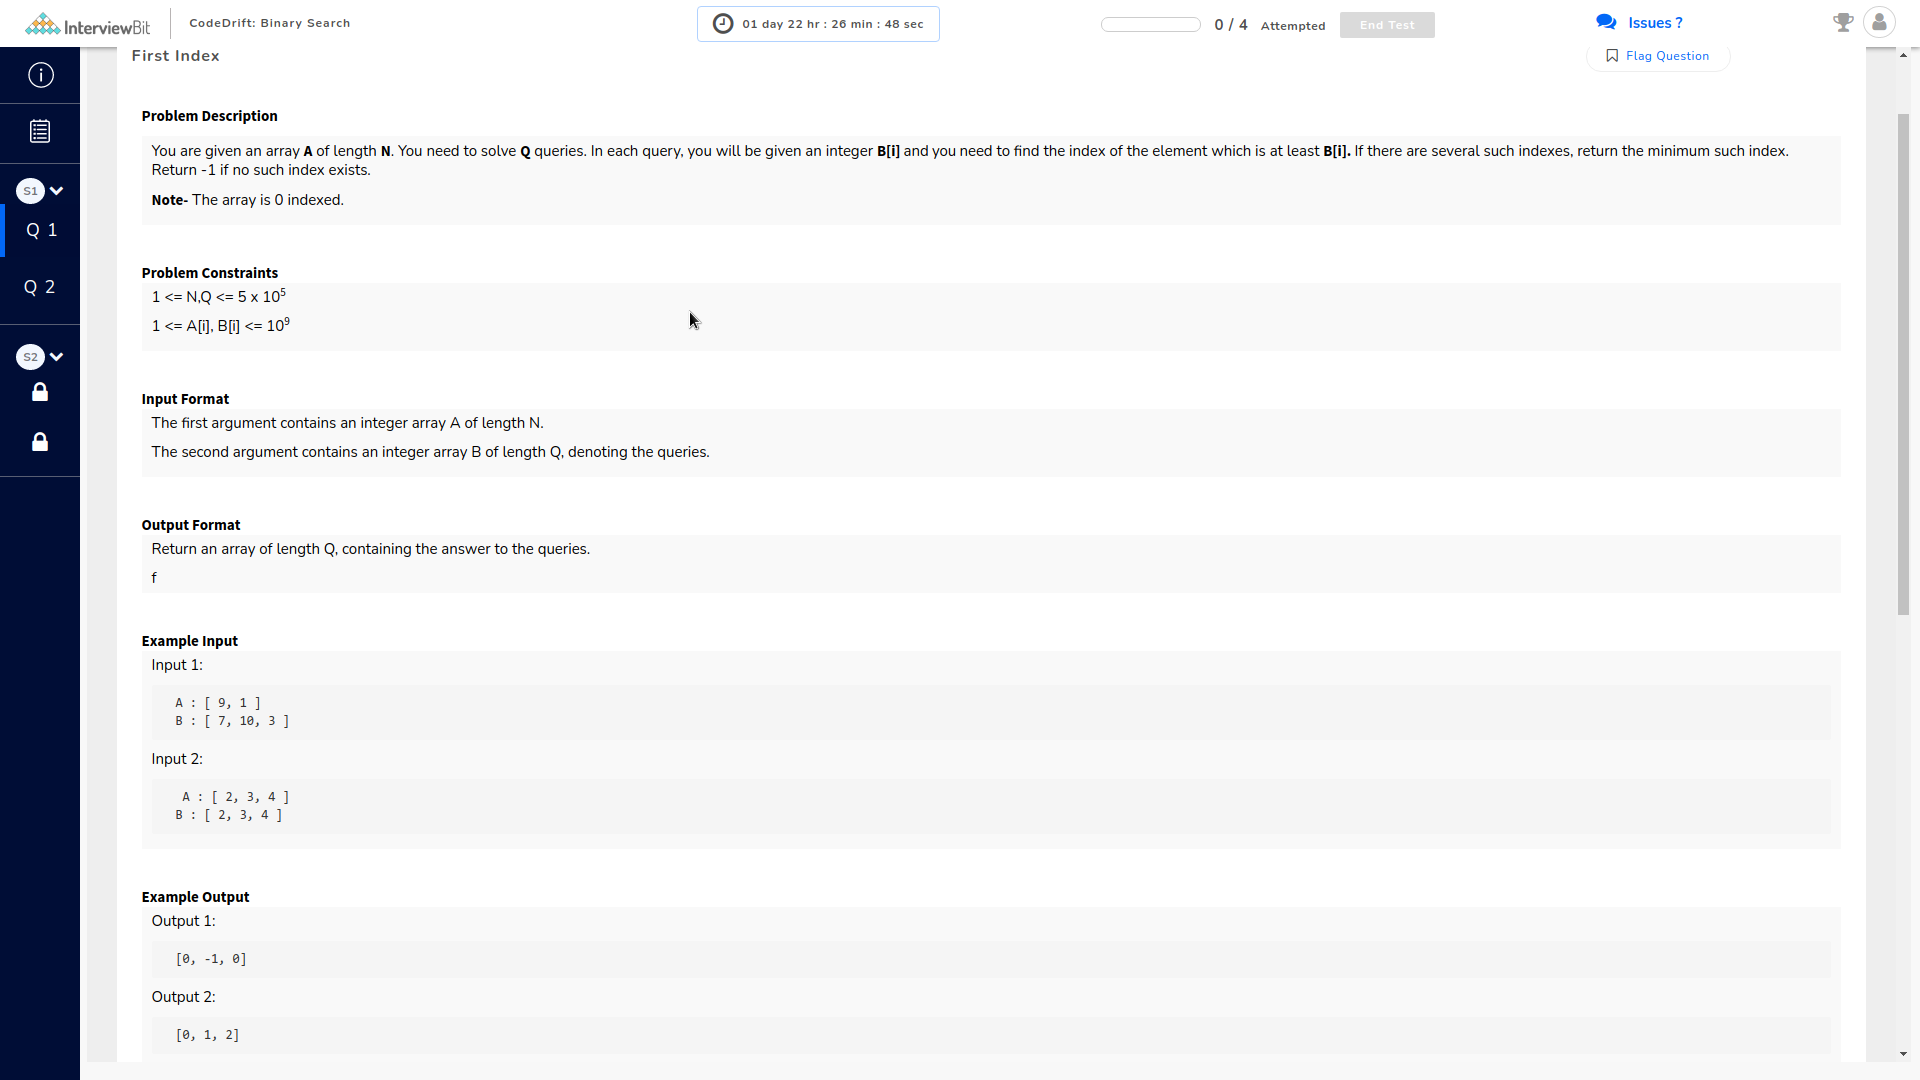 InterviewBit
CodeDrift: Binary Search
01 day 22 hr : 26 min : 48 sec
0 / 4 Attempted
End Test
Issues ?
First Index
Flag Question
S1
Q 1
Q 2
S2
Problem Description
You are given an array A of length N. You need to solve Q queries. In each query, you will be given an integer B[i] and you need to find the index of the element which is at least B[i]. If there are several such indexes, return the minimum such index.
Return -1 if no such index exists.
Note- The array is 0 indexed.
Problem Constraints
1 <= N,Q <= 5 x 10⁵
1 <= A[i], B[i] <= 10⁹
Input Format
The first argument contains an integer array A of length N.
The second argument contains an integer array B of length Q, denoting the queries.
Output Format
Return an array of length Q, containing the answer to the queries.
f
Example Input
Input 1:
A : [ 9, 1 ]
B : [ 7, 10, 3 ]
Input 2:
A : [ 2, 3, 4 ]
B : [ 2, 3, 4 ]
Example Output
Output 1:
[0, -1, 0]
Output 2:
[0, 1, 2]